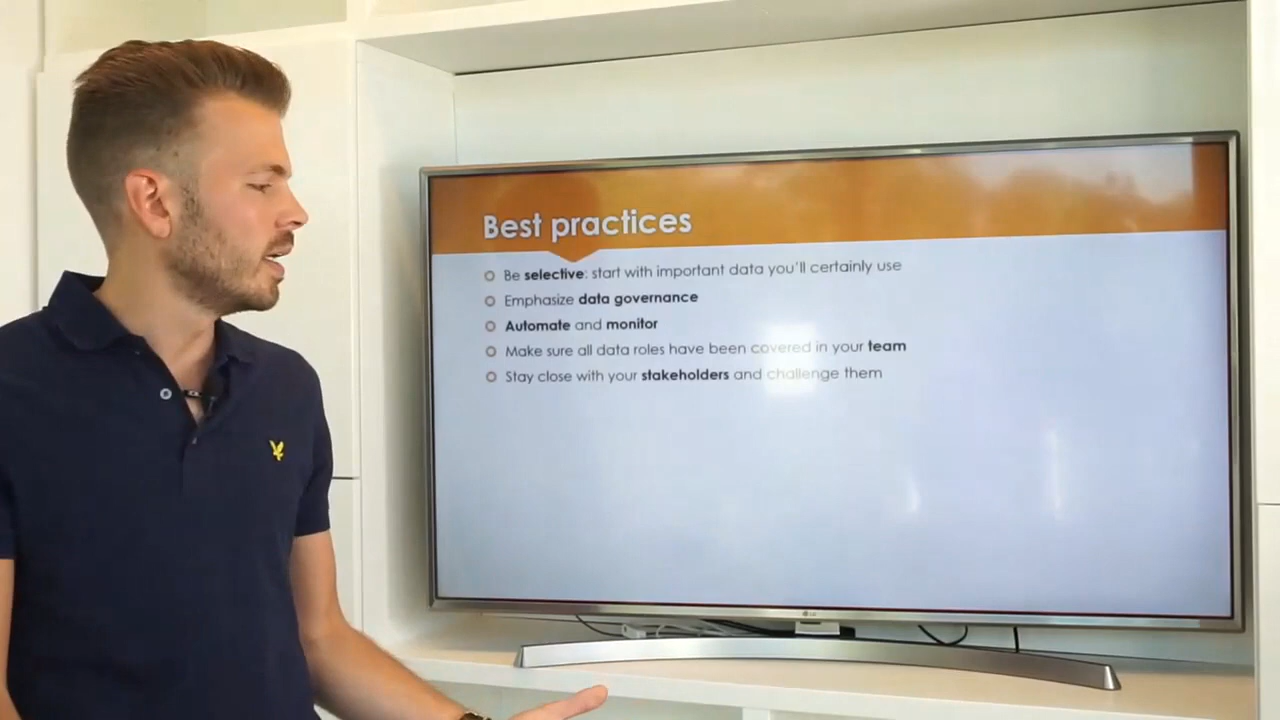 Best practices
Be selective: start with important data you'll certainly use
Emphasize data governance
Automate and monitor
Make sure all data roles have been covered in your team
Stay close with your stakeholders and challenge them
LG